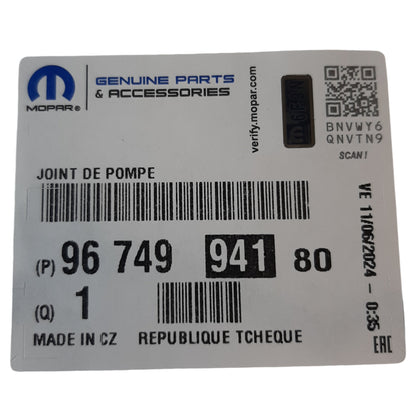 MOPAR®
GENUINE PARTS
& ACCESSORIES
verify.mopar.com
BNVWY6
QNVTN9
SCAN!
JOINT DE POMPE
(P) 96 749 941 80
(Q) 1
MADE IN CZ REPUBLIQUE TCHEQUE
VE 11/06/2024 - 0:35
EAC